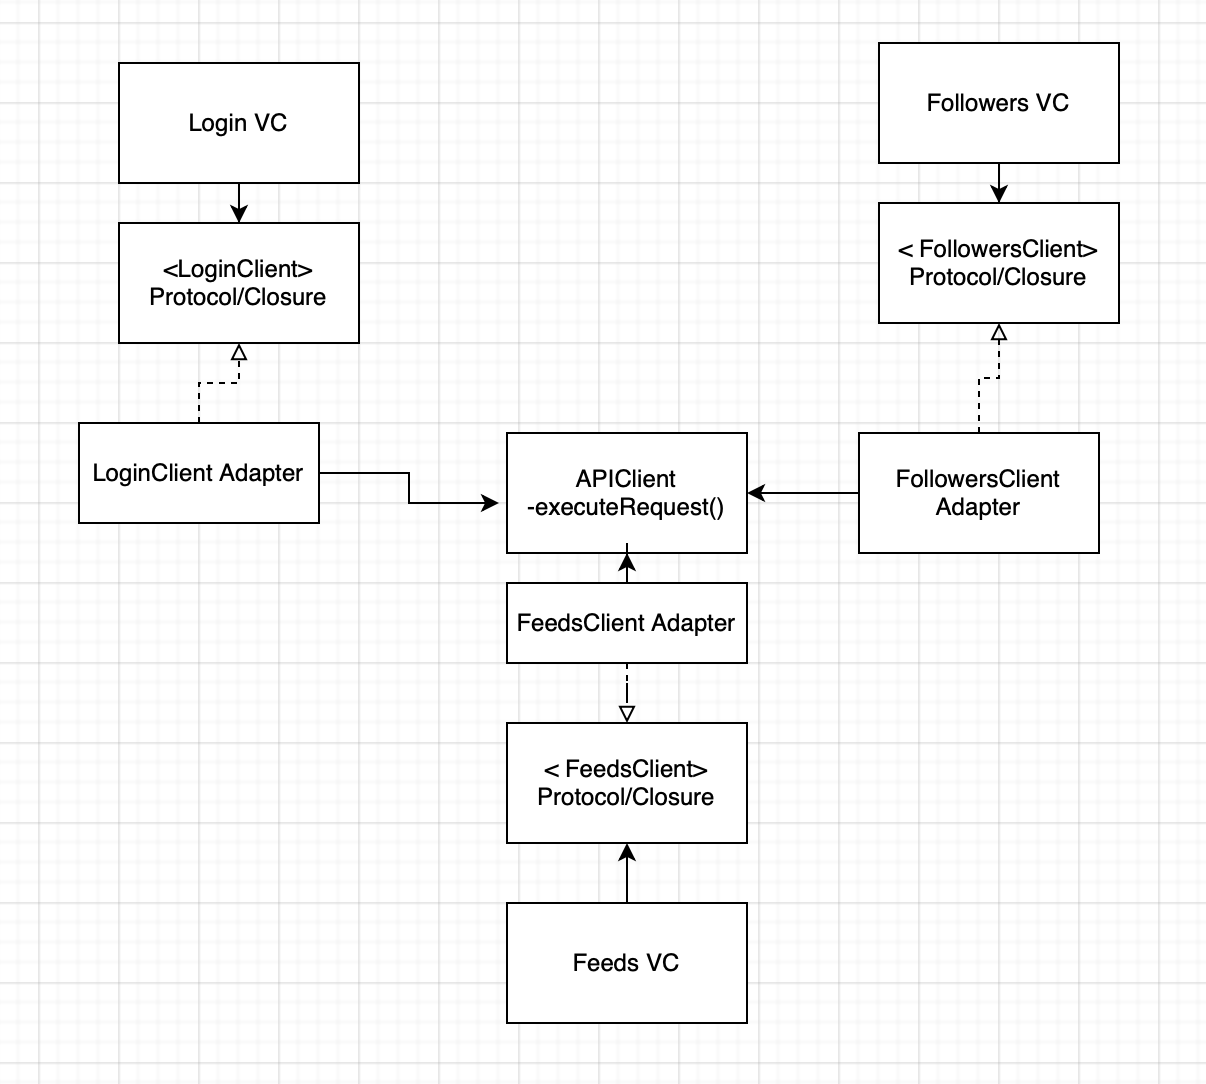 Login VC
Followers VC
<LoginClient>
Protocol/Closure
< FollowersClient>
Protocol/Closure
LoginClient Adapter
APIClient
-executeRequest()
FollowersClient
Adapter
FeedsClient Adapter
< FeedsClient>
Protocol/Closure
Feeds VC